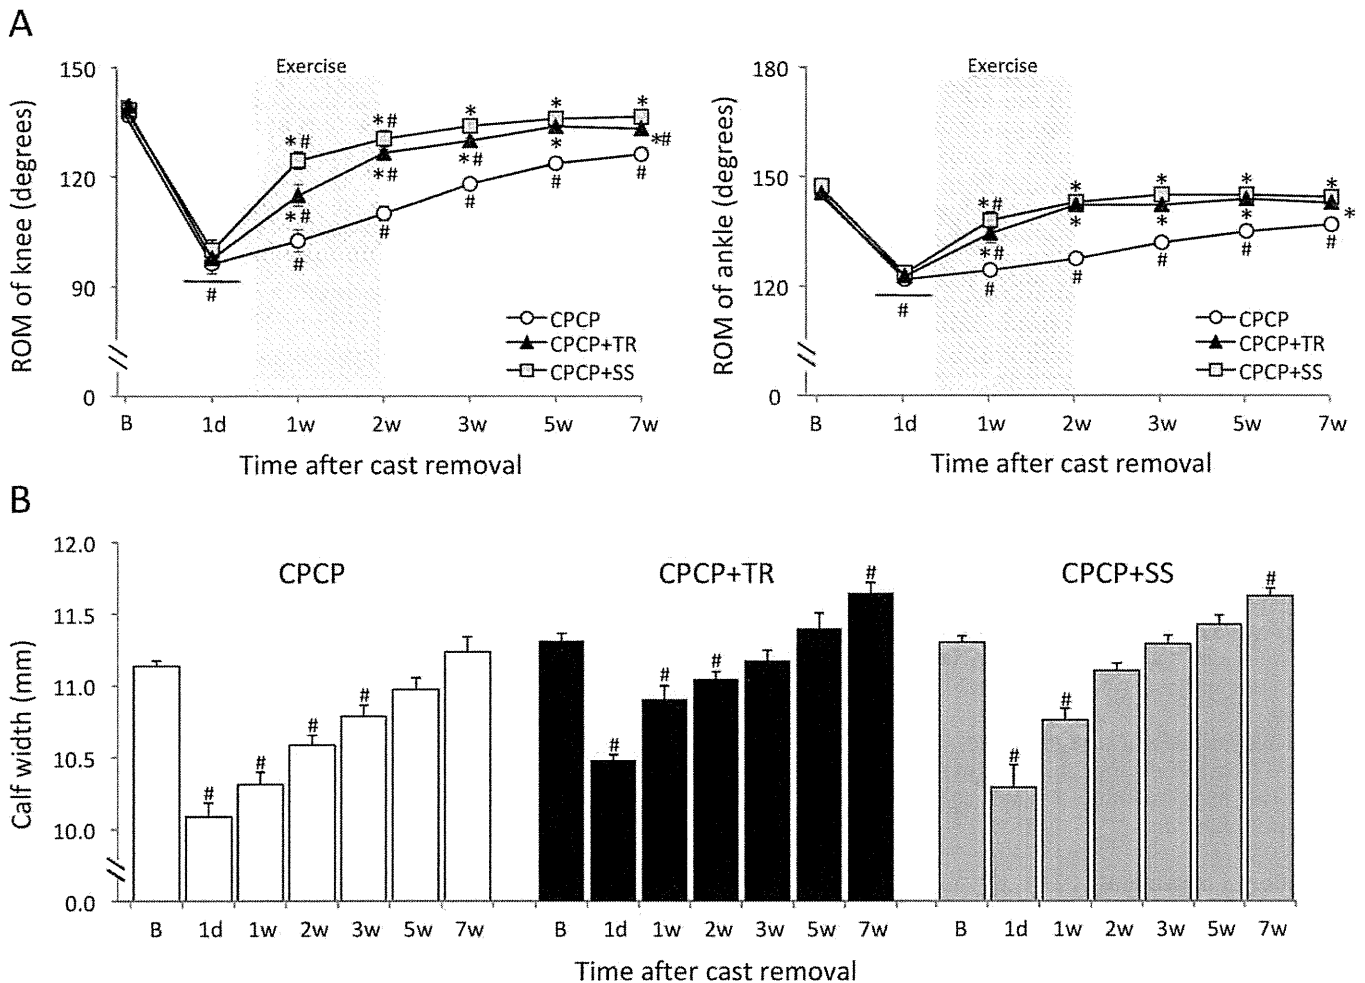 A
Exercise
150
120
90
0
ROM of knee (degrees)
* #
* #
*
*
*
* #
* #
* #
*
*#
#
#
#
#
#
#
CPCP
CPCP+TR
CPCP+SS
B 1d 1w 2w 3w 5w 7w
Time after cast removal
Exercise
180
150
120
0
ROM of ankle (degrees)
* #
*
*
*
*
* #
*
*
*
*
#
#
#
#
#
#
CPCP
CPCP+TR
CPCP+SS
B 1d 1w 2w 3w 5w 7w
Time after cast removal
B
12.0
11.5
11.0
10.5
10.0
0.0
Calf width (mm)
CPCP
# # # #
CPCP+TR
# # # #
CPCP+SS
# # #
B 1d 1w 2w 3w 5w 7w B 1d 1w 2w 3w 5w 7w B 1d 1w 2w 3w 5w 7w
Time after cast removal